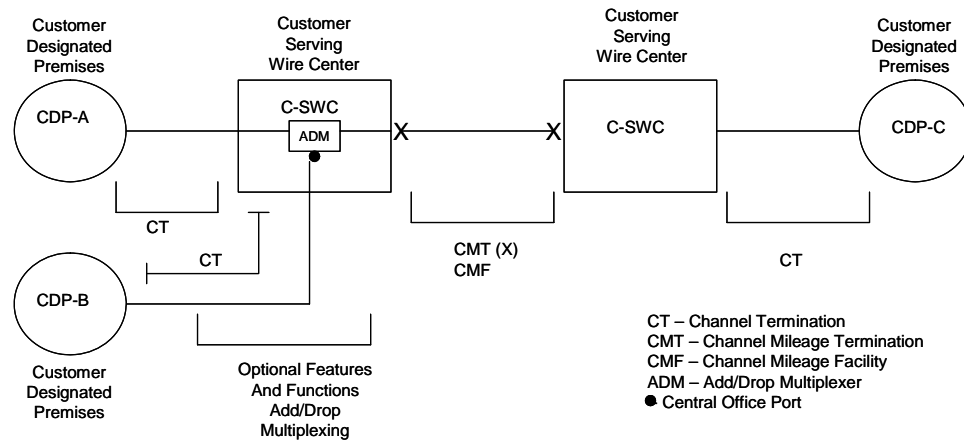 Customer
Designated
Premises
Customer
Serving
Wire Center
Customer
Serving
Wire Center
Customer
Designated
Premises
CDP-A
C-SWC
ADM
X
X
C-SWC
CDP-C
CT
CT
CMT (X)
CMF
CT
CDP-B
Customer
Designated
Premises
Optional Features
And Functions
Add/Drop
Multiplexing
CT – Channel Termination
CMT – Channel Mileage Termination
CMF – Channel Mileage Facility
ADM – Add/Drop Multiplexer
Central Office Port